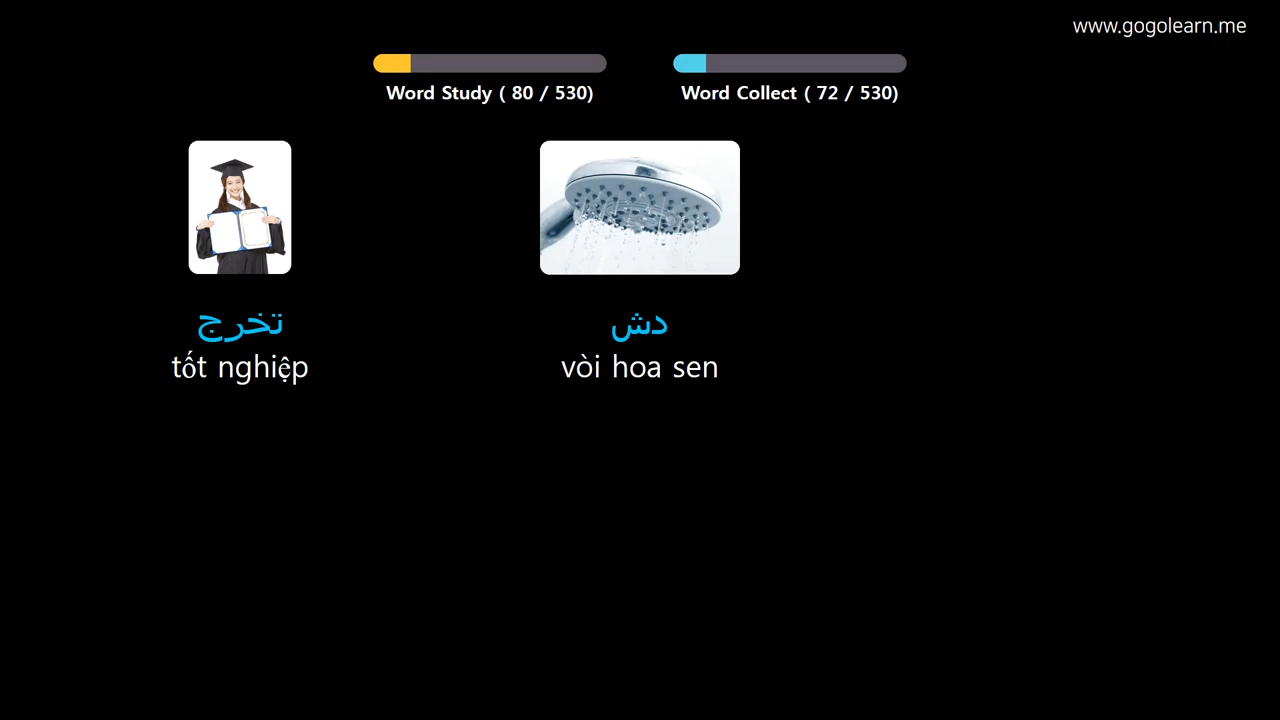 www.gogolearn.me
Word Study ( 80 / 530)
Word Collect ( 72 / 530)
تخرج
tốt nghiệp
دش
vòi hoa sen